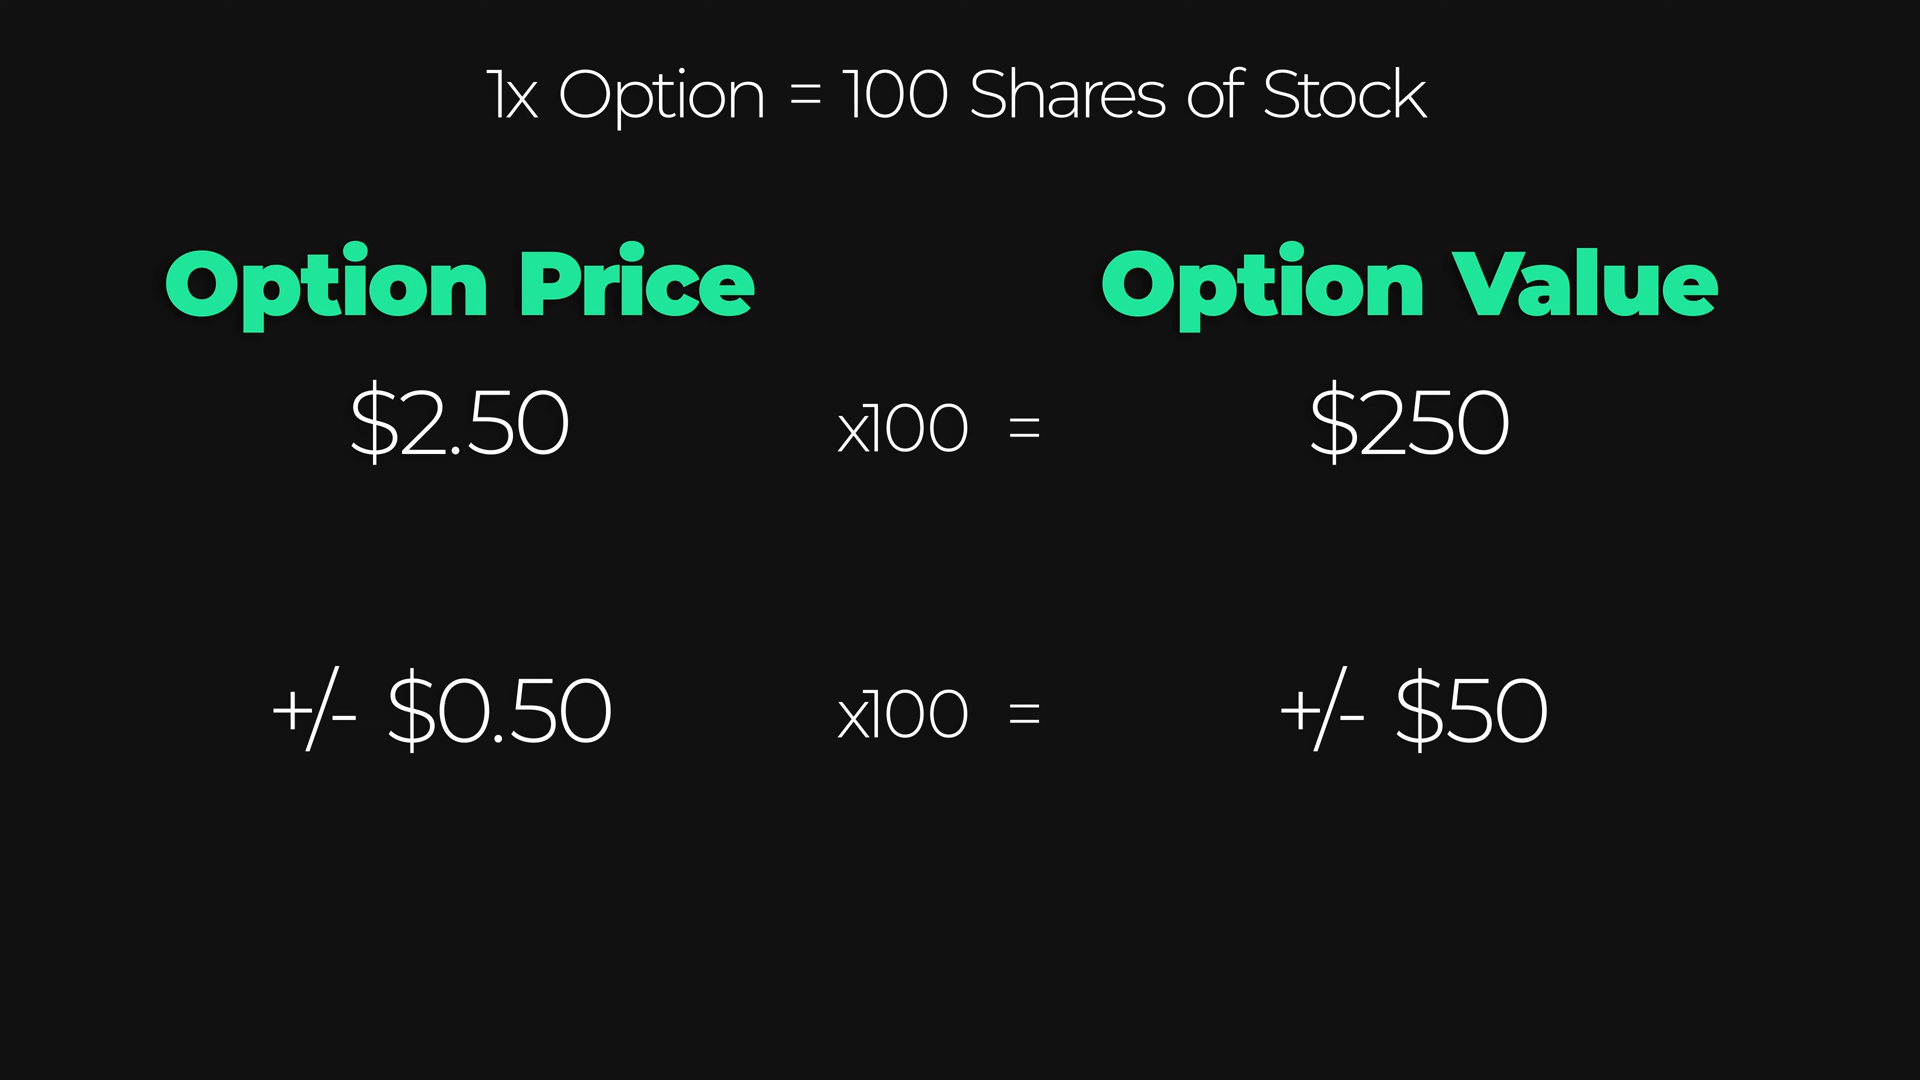 1x Option = 100 Shares of Stock
Option Price Option Value
$2.50 x100 = $250
+/- $0.50 x100 = +/- $50